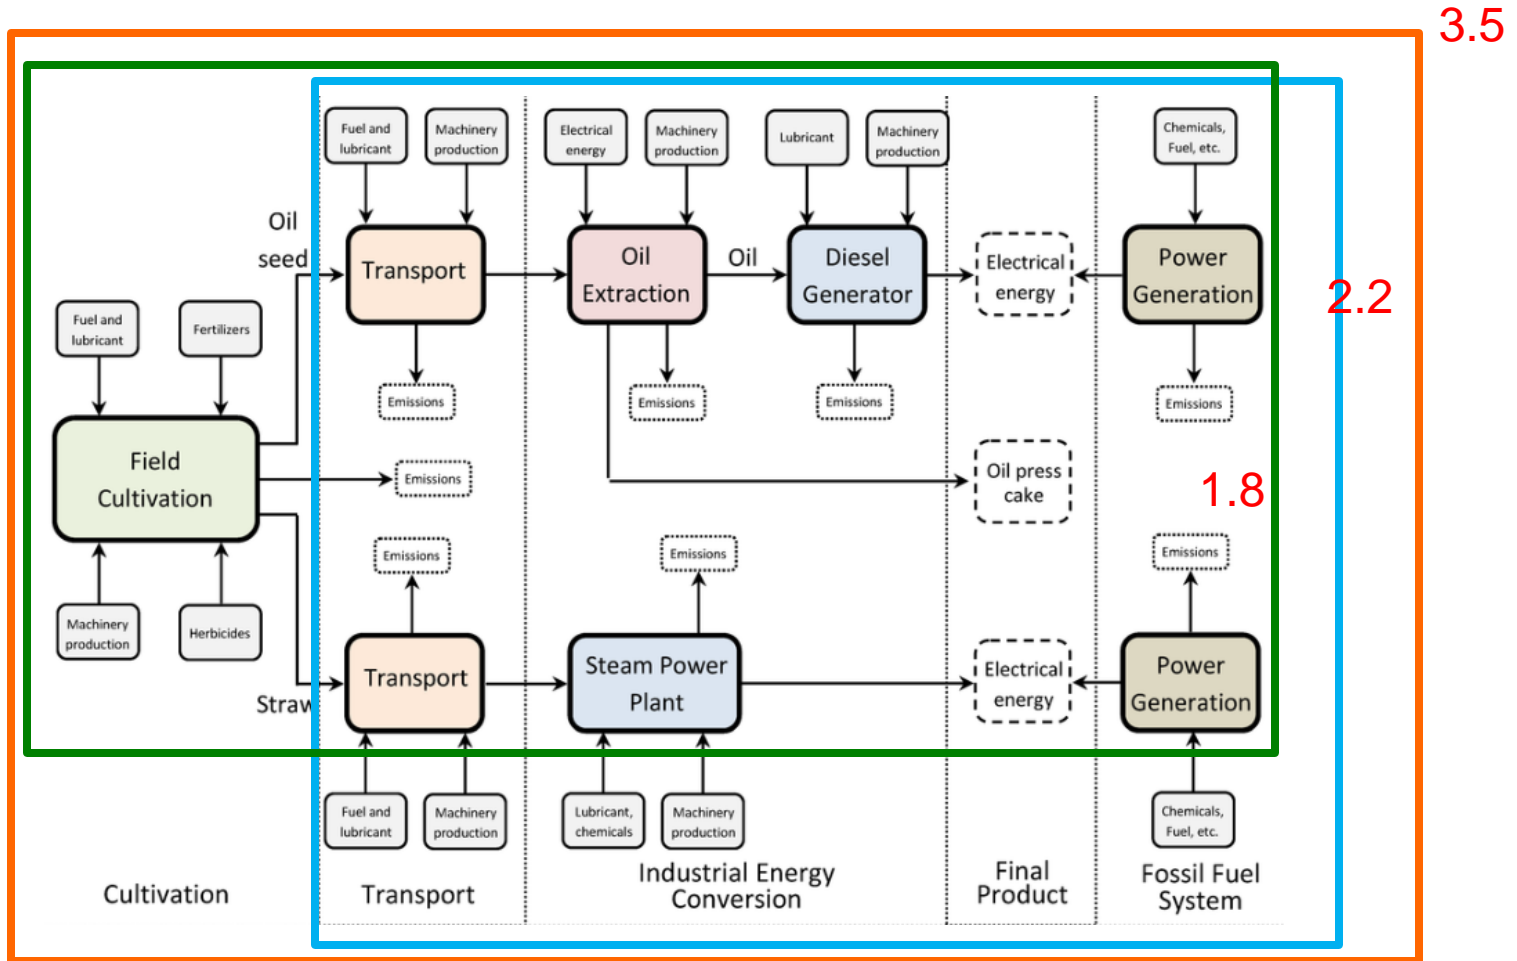 3.5
Fuel and
lubricant
Machinery
production
Electrical
energy
Machinery
production
Lubricant
Machinery
production
Chemicals,
Fuel, etc.
Oil
seed
Transport
Oil
Extraction
Oil
Diesel
Generator
Electrical
energy
Power
Generation
2.2
Fuel and
lubricant
Fertilizers
Emissions
Emissions
Emissions
Emissions
Field
Cultivation
Emissions
Oil press
cake
1.8
Emissions
Emissions
Emissions
Machinery
production
Herbicides
Straw
Transport
Steam Power
Plant
Electrical
energy
Power
Generation
Fuel and
lubricant
Machinery
production
Lubricant,
chemicals
Machinery
production
Chemicals,
Fuel, etc.
Cultivation
Transport
Industrial Energy
Conversion
Final
Product
Fossil Fuel
System